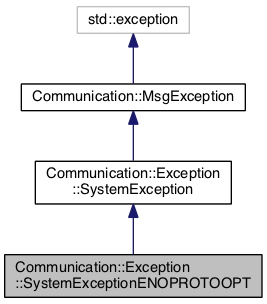 std::exception
Communication::MsgException
Communication::Exception
::SystemException
Communication::Exception
::SystemExceptionENOPROTOOPT